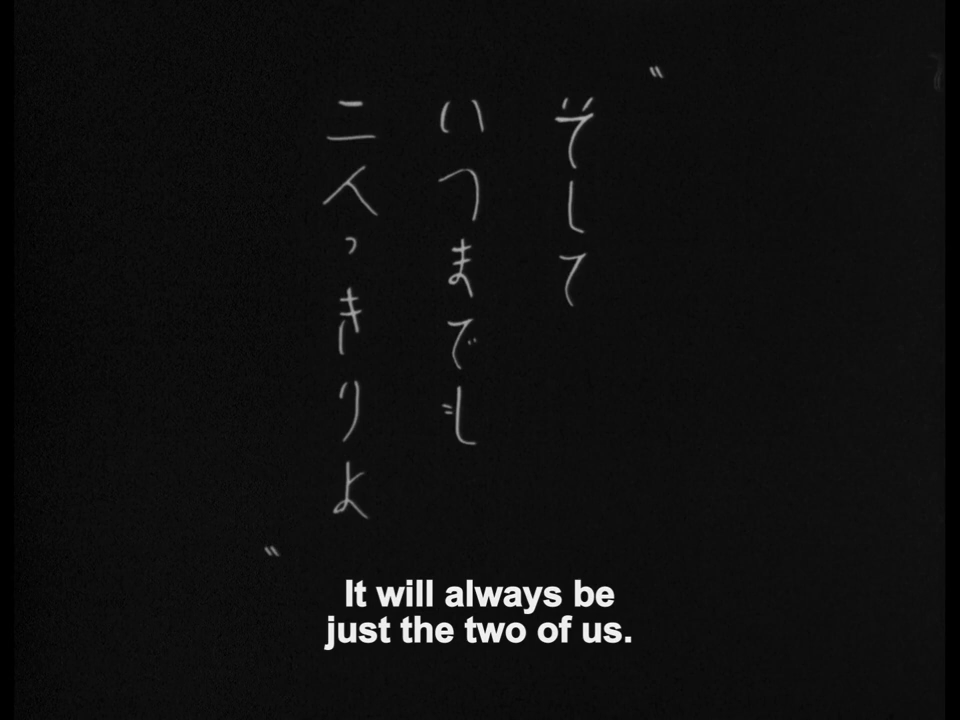 〝そして
いつまでも
二人っきりよ〟
It will always be
just the two of us.